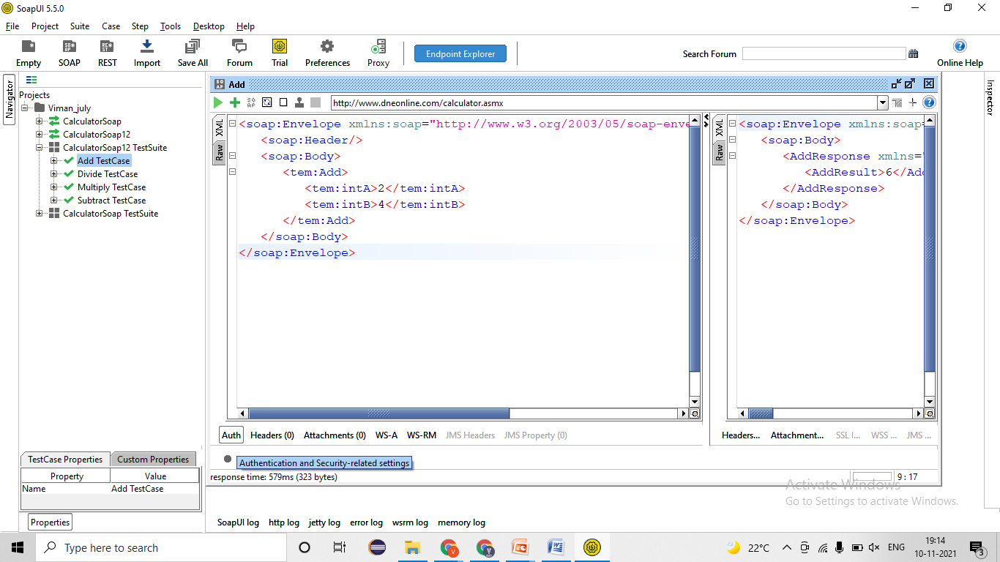 SoapUI 5.5.0
File Project Suite Case Step Tools Desktop Help
Empty SOAP REST Import Save All Forum Trial Preferences Proxy Endpoint Explorer Search Forum Online Help
Navigator
Projects
Viman_july
CalculatorSoap
CalculatorSoap12
CalculatorSoap12 TestSuite
Add TestCase
Divide TestCase
Multiply TestCase
Subtract TestCase
CalculatorSoap TestSuite
TestCase Properties Custom Properties
Property Value
Name Add TestCase
Properties
Add
http://www.dneonline.com/calculator.asmx
XML
Raw
<soap:Envelope xmlns:soap="http://www.w3.org/2003/05/soap-enve
<soap:Header/>
<soap:Body>
<tem:Add>
<tem:intA>2</tem:intA>
<tem:intB>4</tem:intB>
</tem:Add>
</soap:Body>
</soap:Envelope>
Auth Headers (0) Attachments (0) WS-A WS-RM JMS Headers JMS Property (0)
Authentication and Security-related settings
response time: 579ms (323 bytes)
XML
Raw
<soap:Envelope xmlns:soap=
<soap:Body>
<AddResponse xmlns="
<AddResult>6</Add
</AddResponse>
</soap:Body>
</soap:Envelope>
Headers... Attachment... SSL I... WSS ... JMS ...
9 : 17
Inspector
Activate Windows
Go to Settings to activate Windows.
SoapUI log http log jetty log error log wsrm log memory log
Type here to search
22°C ENG 19:14
10-11-2021
3